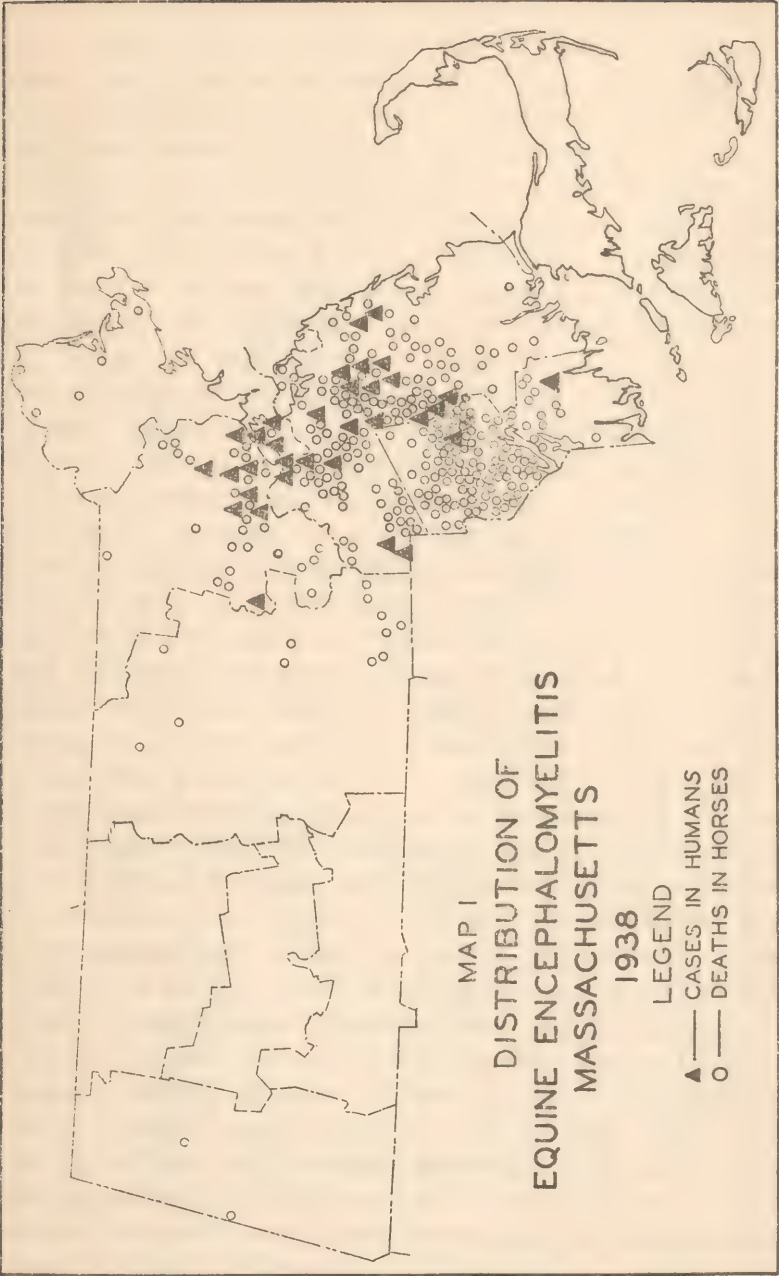 MAP I
DISTRIBUTION OF
EQUINE ENCEPHALOMYELITIS
MASSACHUSETTS
1938
LEGEND
▲ — CASES IN HUMANS
O — DEATHS IN HORSES